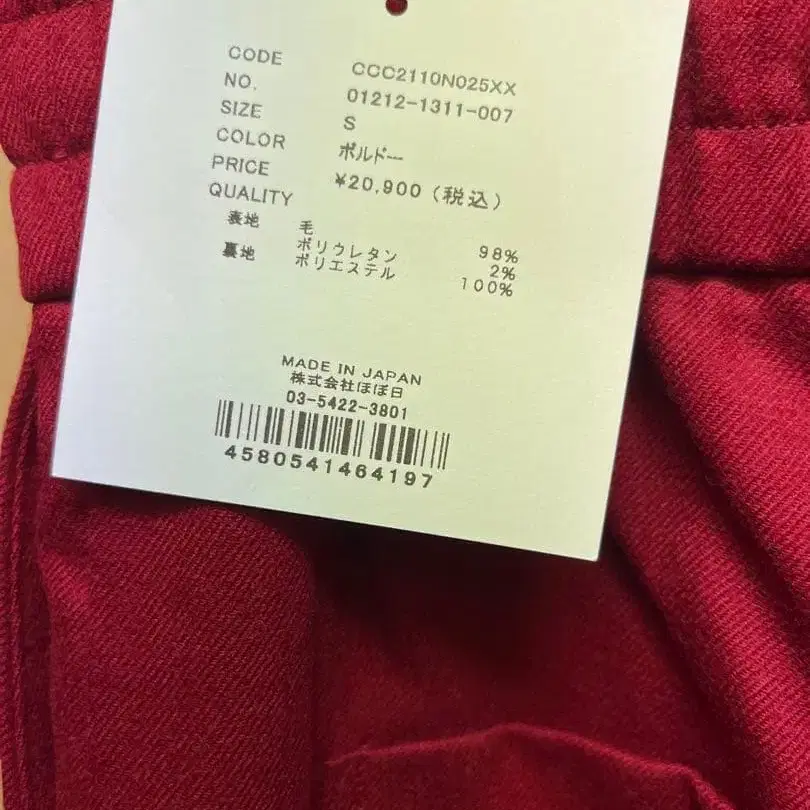 CODE CCC2110N025XX
NO. 01212-1311-007
SIZE S
COLOR ボルドー
PRICE ¥20,900（税込）
QUALITY
表地 毛 98%
ポリウレタン 2%
裏地 ポリエステル 100%
MADE IN JAPAN
株式会社ほぼ日
03-5422-3801
4580541464197